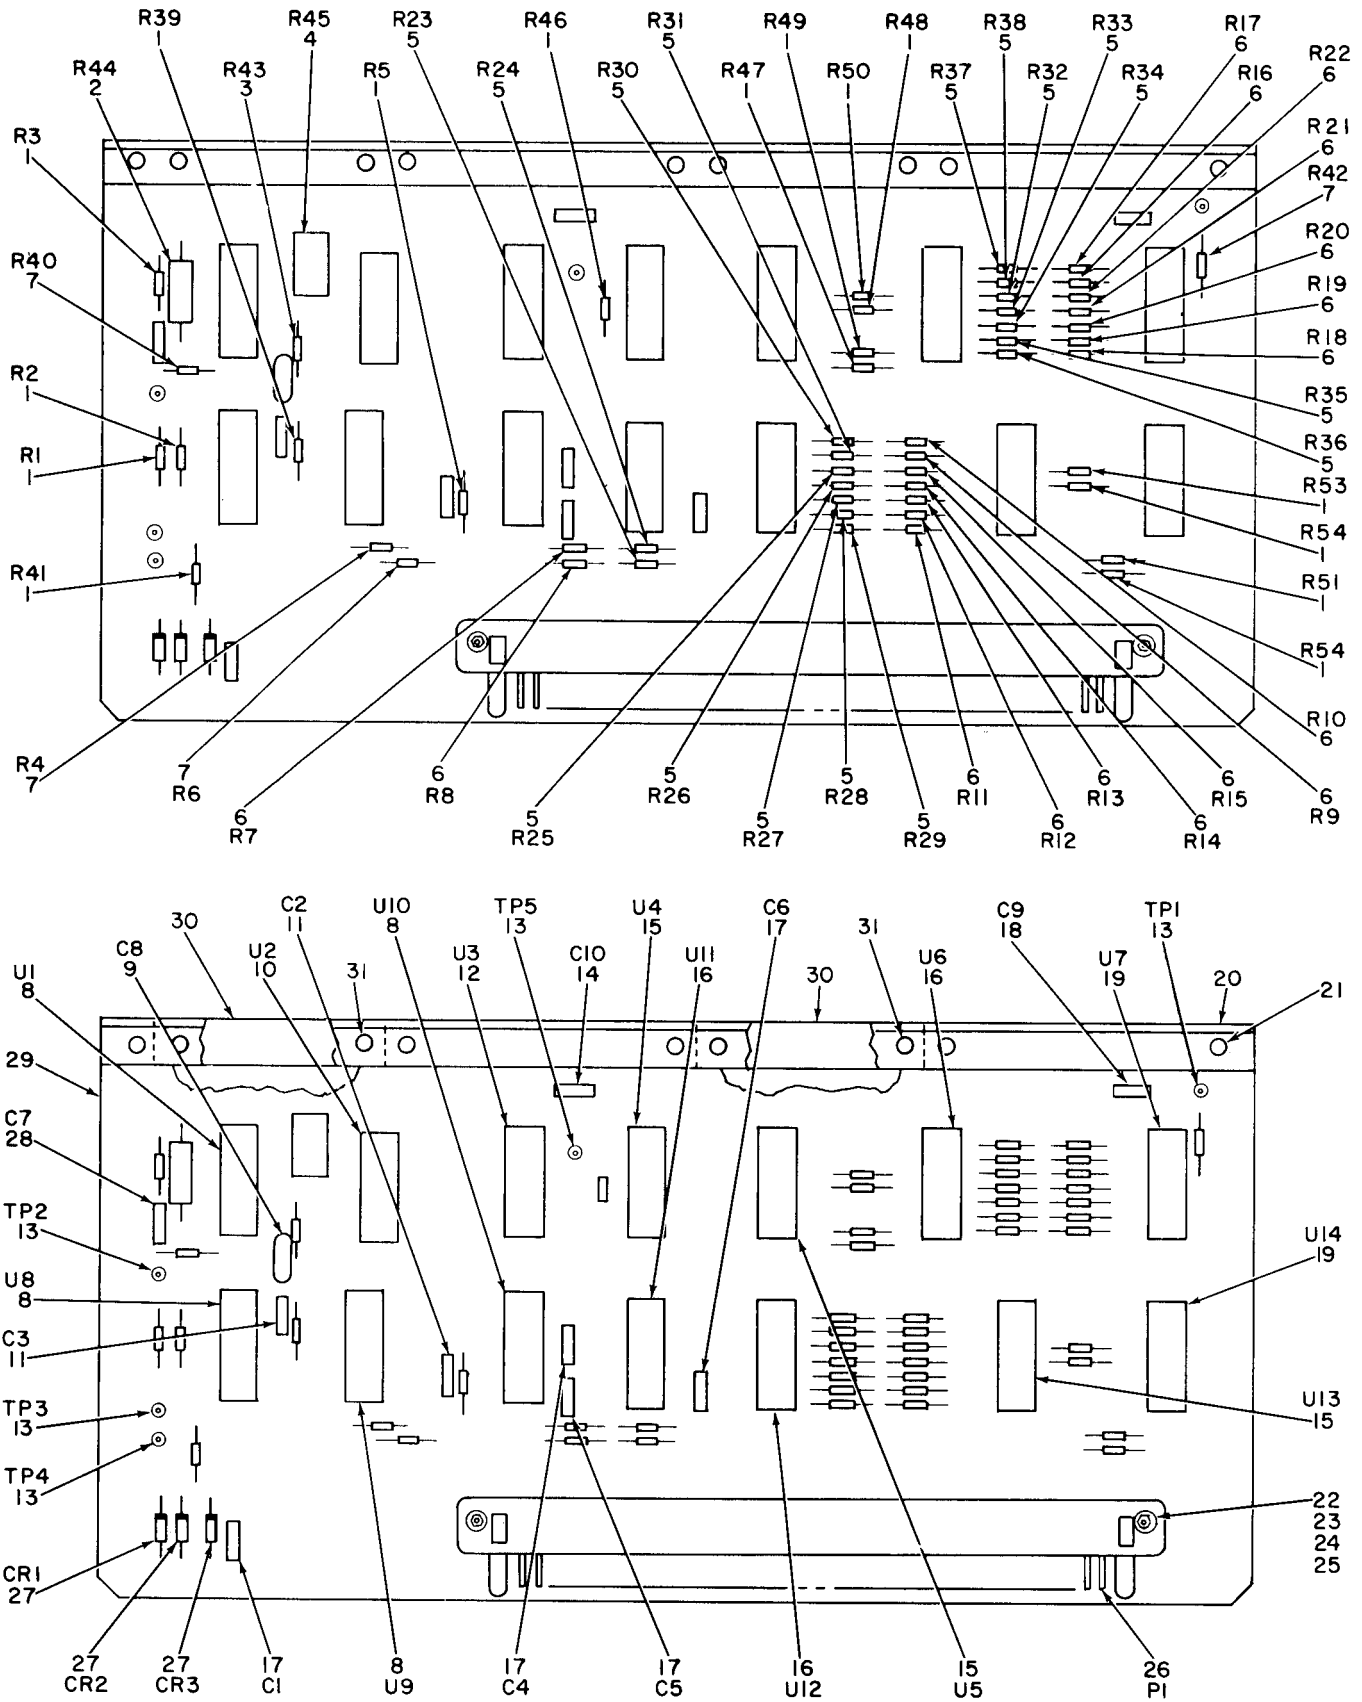 R39
1
R45
4
R23
5
R46
1
R31
5
R49
1
R48
1
R38
5
R33
5
R17
6
R44
2
R43
3
R5
1
R24
5
R30
5
R47
1
R50
1
R37
5
R32
5
R34
5
R16
6
R22
6
R3
1
R21
6
R42
7
R40
7
R20
6
R19
6
R18
6
R2
1
R35
5
R1
1
R36
5
R53
1
R54
1
R41
1
R51
1
R54
1
R10
6
R4
7
7
R6
6
R7
6
R8
5
R25
5
R26
5
R27
5
R28
5
R29
6
R11
6
R12
6
R13
6
R14
6
R15
6
R9
U1
8
30
C8
9
U2
10
C2
11
31
U10
8
U3
12
TP5
13
C10
14
U4
15
U11
16
C6
17
30
31
U6
16
C9
18
U7
19
TP1
13
20
21
29
C7
28
TP2
13
U8
8
U14
19
C3
11
TP3
13
U13
15
TP4
13
22
23
24
25
CR1
27
27
CR2
27
CR3
17
C1
8
U9
17
C4
17
C5
16
U12
15
U5
26
P1